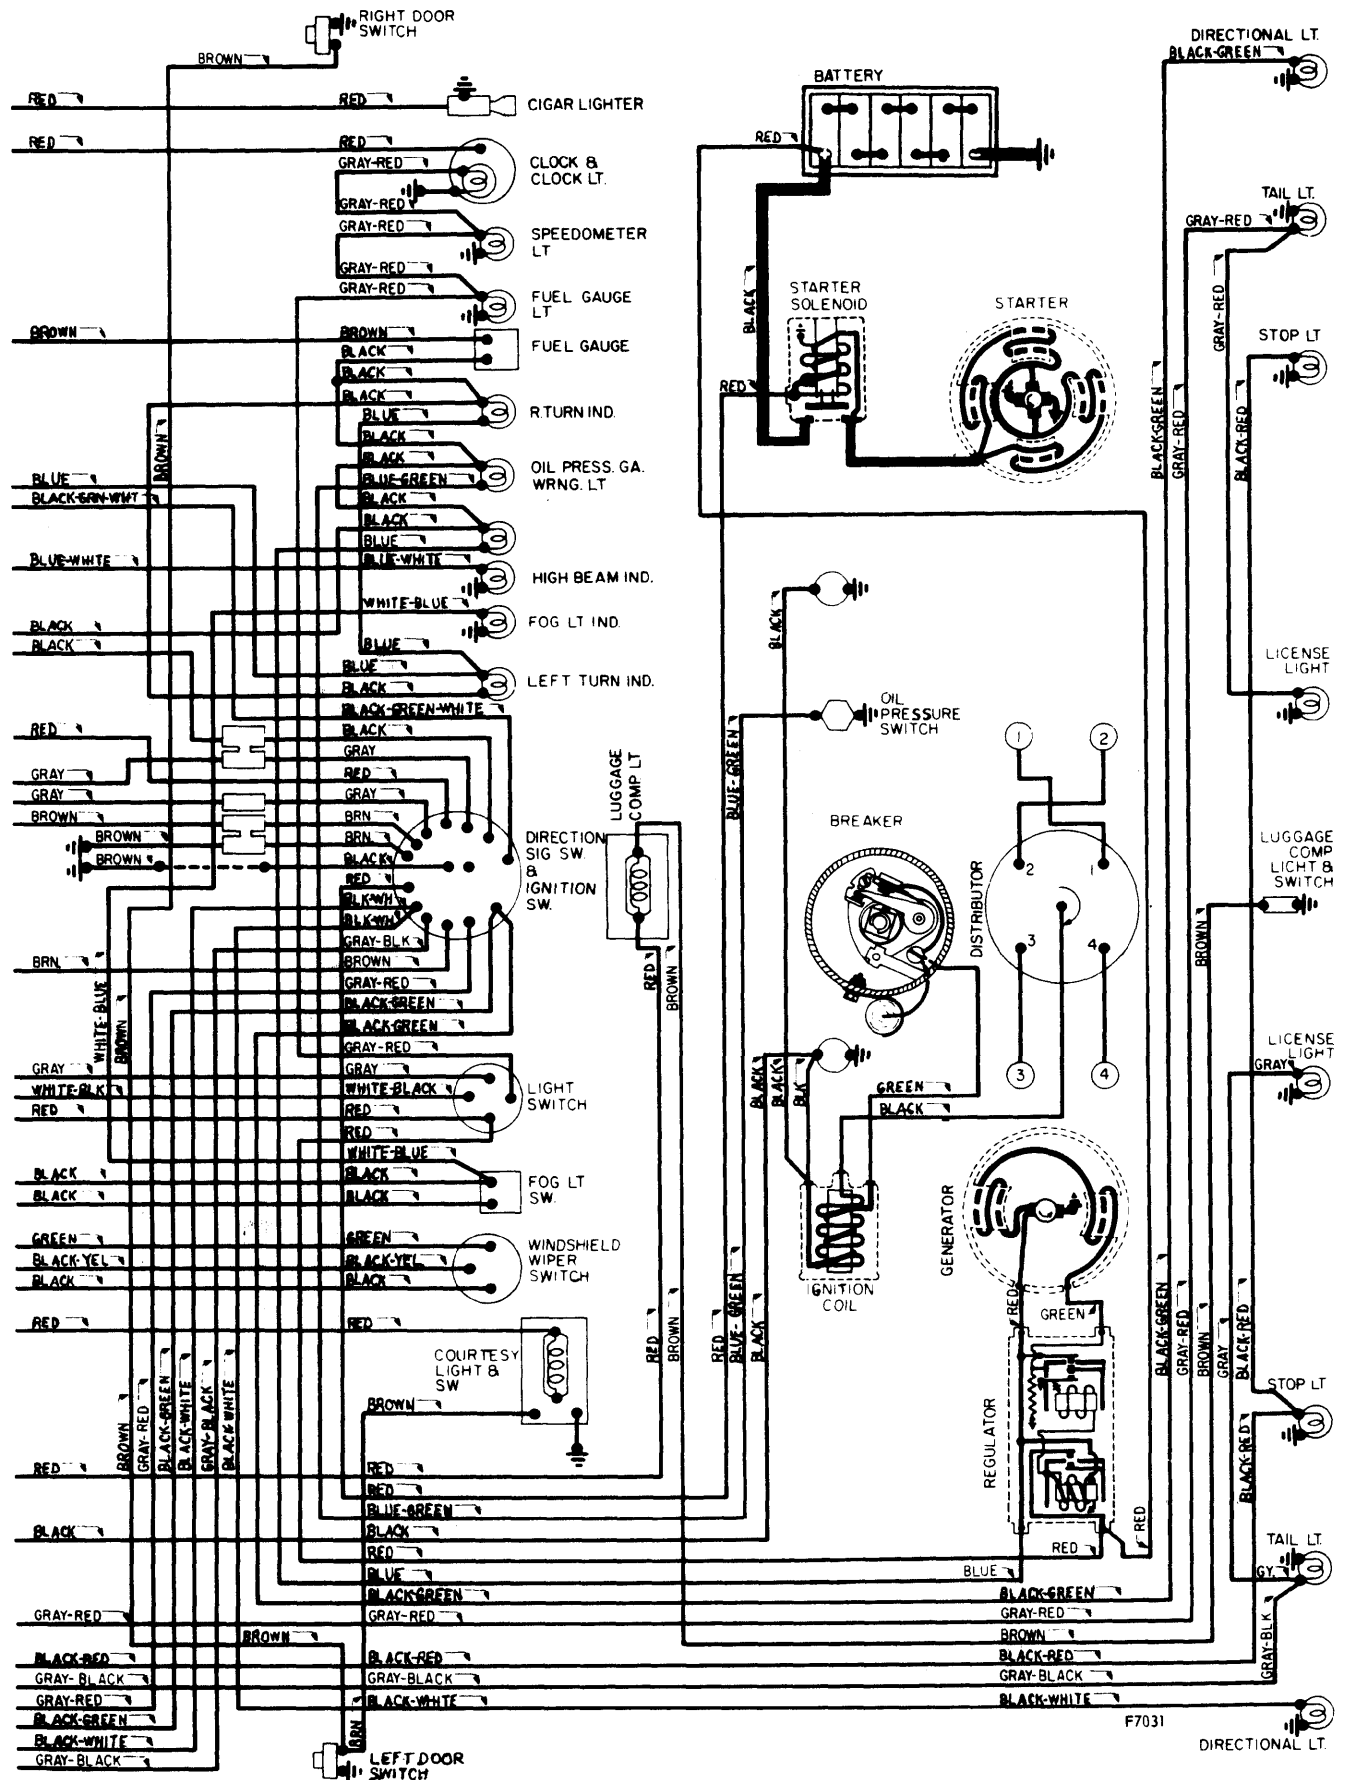 RIGHT DOOR
SWITCH
BROWN
RED
RED
CIGAR LIGHTER
RED
RED
GRAY-RED
CLOCK &
CLOCK LT.
GRAY-RED
GRAY-RED
SPEEDOMETER
LT
GRAY-RED
GRAY-RED
FUEL GAUGE
LT
BROWN
BROWN
BLACK
FUEL GAUGE
BLACK
BLACK
R.TURN IND.
BLUE
BLACK
BROWN
BLACK
OIL PRESS. GA.
WRNG. LT
BLUE
BLUE-GREEN
BLACK-GRN-WHT
BLACK
BLACK
BLUE
BLUE-WHITE
BLUE-WHITE
HIGH BEAM IND.
WHITE-BLUE
FOG LT IND.
BLACK
BLACK
BLUE
BLUE
BLACK
LEFT TURN IND.
BLACK-GREEN-WHITE
RED
BLACK
GRAY
GRAY
RED
GRAY
GRAY
BROWN
BRN
BROWN
BRN
BROWN
BLACK
RED
BLK-WH
BLK-WH
GRAY-BLK
DIRECTION
SIG SW.
&
IGNITION
SW.
BRN
BROWN
GRAY-RED
BLACK-GREEN
BLACK-GREEN
WHITE-BLUE
BROWN
GRAY-RED
GRAY
GRAY
WHITE-BLK
WHITE-BLACK
RED
RED
LIGHT
SWITCH
RED
WHITE-BLUE
BLACK
BLACK
BLACK
BLACK
FOG LT
SW.
GREEN
GREEN
BLACK-YEL
BLACK-YEL
BLACK
BLACK
WINDSHIELD
WIPER
SWITCH
RED
RED
COURTESY
LIGHT &
SW
BROWN
BROWN
GRAY-RED
BLACK-GREEN
BLACK-WHITE
GRAY-BLACK
BLACK-WHITE
RED
RED
RED
BLUE-GREEN
BLACK
BLACK
RED
BLUE
BLACK-GREEN
GRAY-RED
GRAY-RED
BROWN
BLACK-RED
BLACK-RED
GRAY-BLACK
GRAY-BLACK
GRAY-RED
BLACK-WHITE
BLACK-GREEN
BLACK-WHITE
GRAY-BLACK
BRN
LEFT DOOR
SWITCH
LUGGAGE
COMP LT
RED
BROWN
RED
BROWN
BATTERY
RED
BLACK
STARTER
SOLENOID
RED
STARTER
BLACK
OIL
PRESSURE
SWITCH
BLUE-GREEN
BREAKER
1
2
DISTRIBUTOR
2
1
3
4
3
4
BLACK
BLACK
BLK
GREEN
BLACK
IGNITION
COIL
GENERATOR
RED
GREEN
REGULATOR
RED
BLUE-GREEN
BLACK
RED
RED
BLUE
BLACK-GREEN
GRAY-RED
BROWN
BLACK-RED
GRAY-BLACK
BLACK-WHITE
F7031
DIRECTIONAL LT.
BLACK-GREEN
TAIL LT.
GRAY-RED
GRAY-RED
STOP LT
BLACK-GREEN
GRAY-RED
BLACK-RED
LICENSE
LIGHT
LUGGAGE
COMP
LIGHT &
SWITCH
BROWN
LICENSE
LIGHT
GRAY
BLACK-GREEN
GRAY-RED
BROWN
GRAY
BLACK-RED
STOP LT
BLACK-RED
TAIL LT.
GY.
GRAY-BLK
DIRECTIONAL LT.